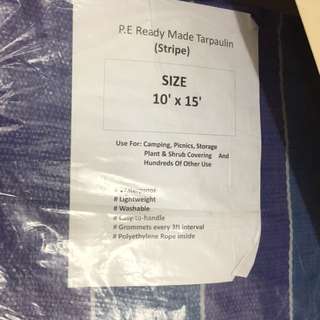 P.E Ready Made Tarpaulin
(Stripe)
SIZE
10' x 15'
Use For: Camping, Picnics, Storage
Plant & Shrub Covering And
Hundreds Of Other Use
# Waterproof
# Lightweight
# Washable
# Easy-to-handle
# Grommets every 3ft interval
# Polyethylene Rope inside